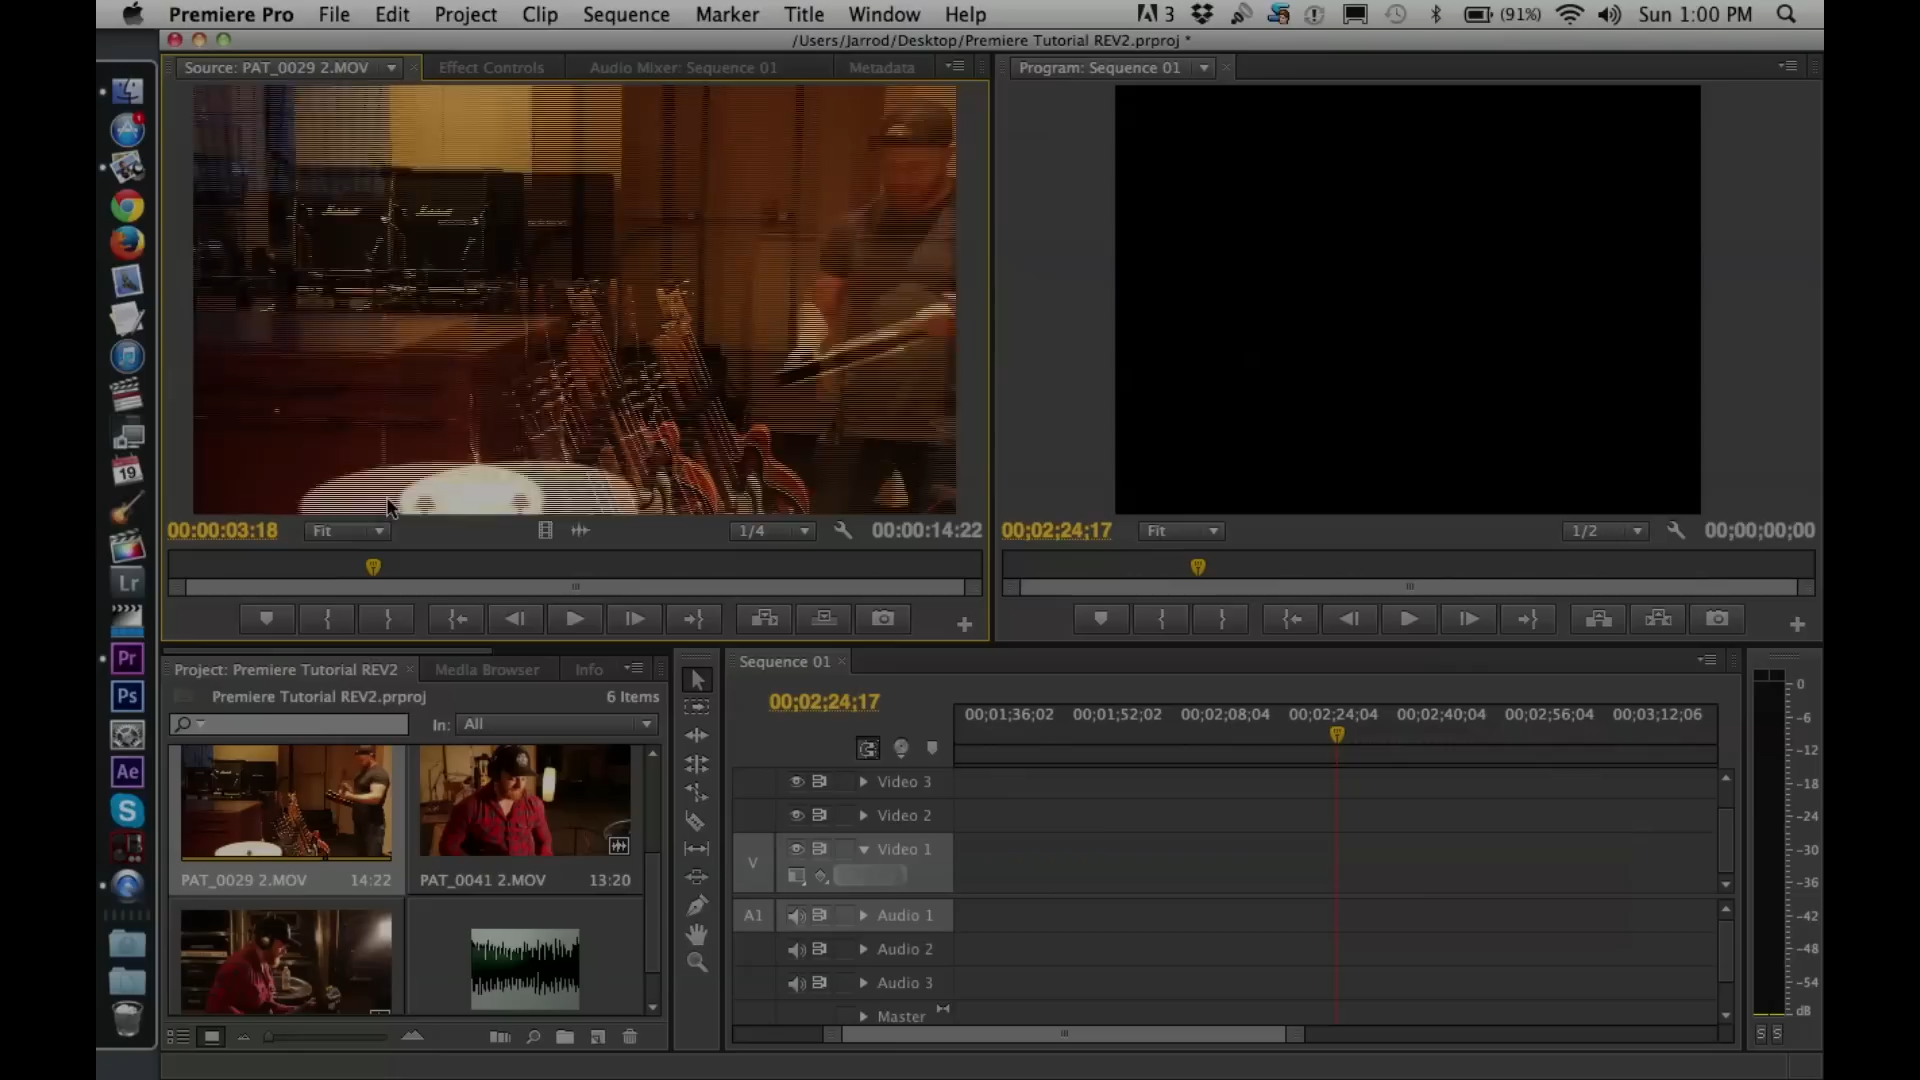 Premiere Pro File Edit Project Clip Sequence Marker Title Window Help 3 (91%) Sun 1:00 PM
/Users/Jarrod/Desktop/Premiere Tutorial REV2.prproj *
Source: PAT_0029 2.MOV Effect Controls Audio Mixer: Sequence 01 Metadata Program: Sequence 01
00:00:03:18 Fit 1/4 00:00:14:22 00;02;24;17 Fit 1/2 00;00;00;00
Project: Premiere Tutorial REV2 Media Browser Info Sequence 01
Premiere Tutorial REV2.prproj 6 Items
In: All
00;02;24;17
00;01;36;02 00;01;52;02 00;02;08;04 00;02;24;04 00;02;40;04 00;02;56;04 00;03;12;06
Video 3
Video 2
V Video 1
PAT_0029 2.MOV 14:22 PAT_0041 2.MOV 13:20
A1 Audio 1
Audio 2
Audio 3
Master
0
-6
-12
-18
-24
-30
-36
-42
-48
-54
dB
S S
19
Lr
Pr
Ps
Ae